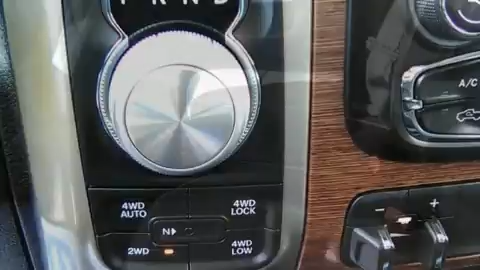 P R N D
A/C
4WD AUTO
4WD LOCK
N
2WD
4WD LOW
- +